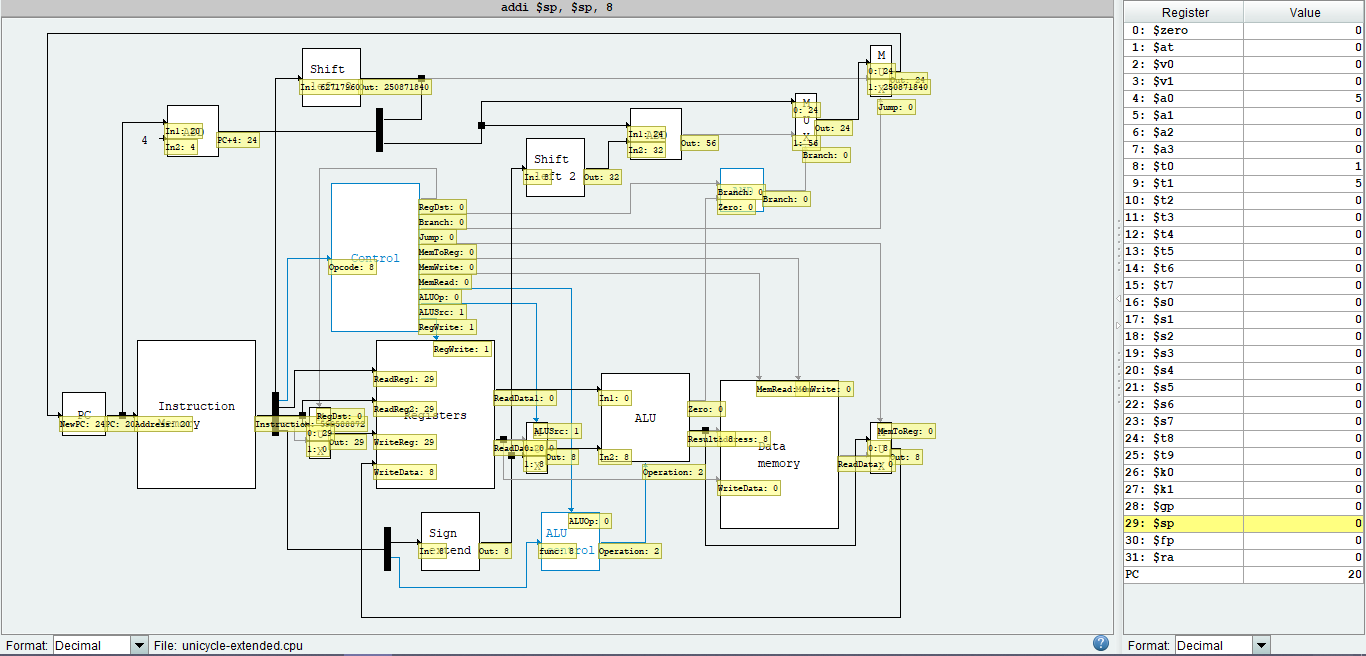 addi $sp, $sp, 8
Register Value
0: $zero 0
1: $at 0
2: $v0 0
3: $v1 0
4: $a0 5
5: $a1 0
6: $a2 0
7: $a3 0
8: $t0 1
9: $t1 5
10: $t2 0
11: $t3 0
12: $t4 0
13: $t5 0
14: $t6 0
15: $t7 0
16: $s0 0
17: $s1 0
18: $s2 0
19: $s3 0
20: $s4 0
21: $s5 0
22: $s6 0
23: $s7 0
24: $t8 0
25: $t9 0
26: $k0 0
27: $k1 0
28: $gp 0
29: $sp 0
30: $fp 0
31: $ra 0
PC 20
Shift
Out: 250871840
4
In1: 20
In2: 4
PC+4: 24
M
0: 24
Out: 24
1: 250871840
Jump: 0
M
0: 24
U
Out: 24
1: 56
Branch: 0
In1: 24
In2: 32
Out: 56
Shift
left 2
In: 8
Out: 32
Branch: 0
Zero: 0
Branch: 0
Control
Opcode: 8
RegDst: 0
Branch: 0
Jump: 0
MemToReg: 0
MemWrite: 0
MemRead: 0
ALUOp: 0
ALUSrc: 1
RegWrite: 1
PC
NewPC: 24
PC: 20
Instruction
Address: 20
Instruction:
RegDst: 0
0: 29
1: 0
Out: 29
RegWrite: 1
ReadReg1: 29
ReadReg2: 29
Registers
WriteReg: 29
WriteData: 8
ReadData1: 0
ALUSrc: 1
Out: 8
1: 8
In1: 0
ALU
In2: 8
Zero: 0
Operation: 2
MemRead: 0
MemWrite: 0
Data
memory
WriteData: 0
MemToReg: 0
0: 8
Out: 8
Sign
extend
In: 8
Out: 8
ALUOp: 0
ALU
control
funct: 8
Operation: 2
Format: Decimal File: unicycle-extended.cpu ?
Format: Decimal